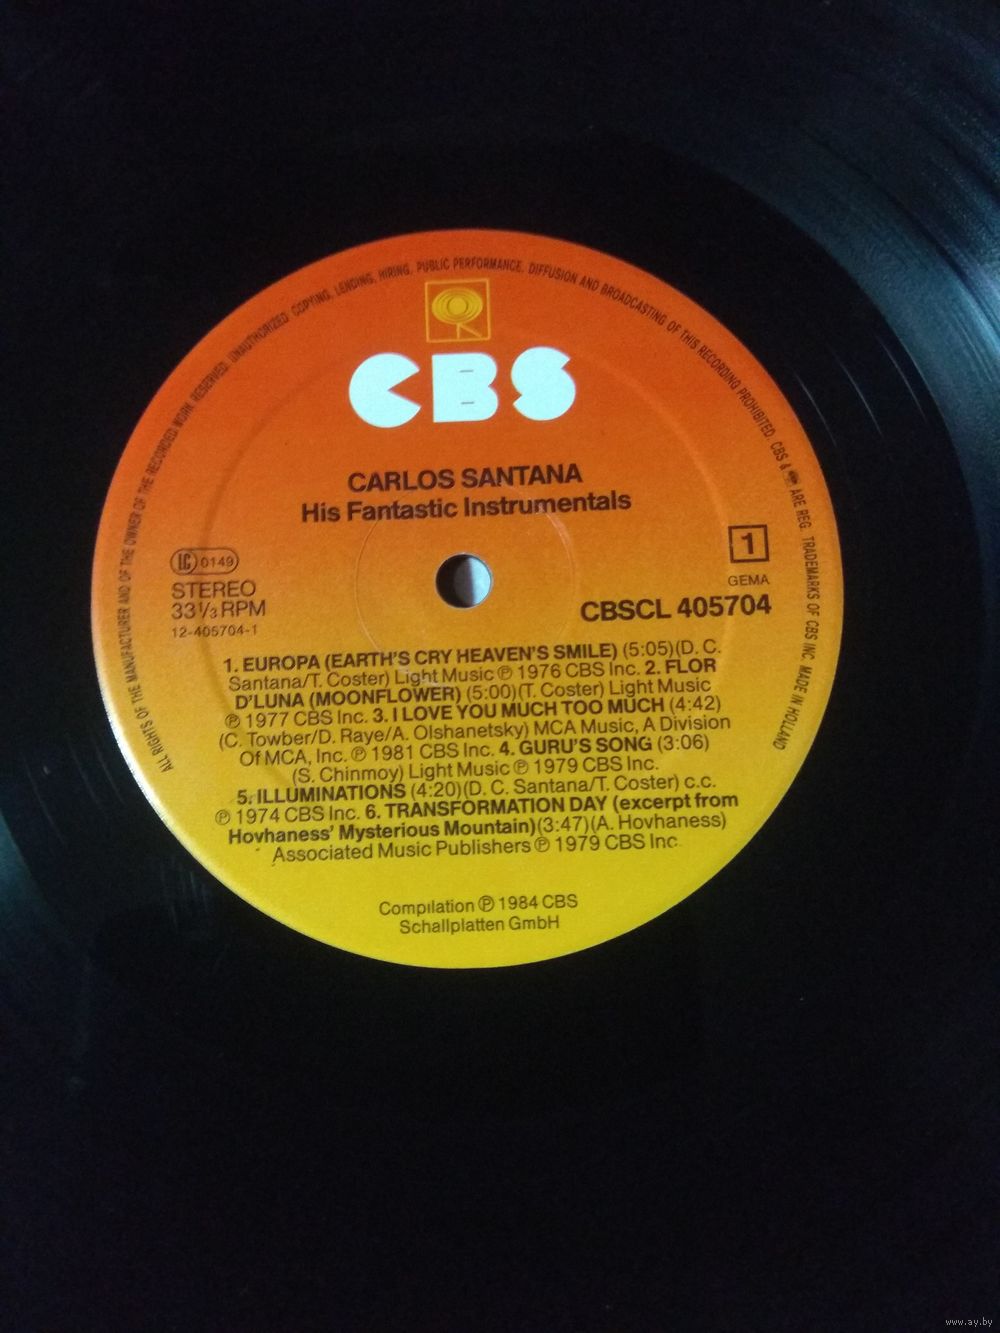 ALL RIGHTS OF THE MANUFACTURER AND OF THE OWNER OF THE RECORDED WORK RESERVED. UNAUTHORIZED COPYING, LENDING, HIRING, PUBLIC PERFORMANCE, DIFFUSION AND BROADCASTING OF THIS RECORDING PROHIBITED. CBS & ARE REG. TRADEMARKS OF CBS INC MADE IN HOLLAND
CBS
CARLOS SANTANA
His Fantastic Instrumentals
LC 0149
STEREO
33⅓ RPM
12-405704-1
1
GEMA
CBSCL 405704
1. EUROPA (EARTH'S CRY HEAVEN'S SMILE) (5:05)(D. C.
Santana/T. Coster) Light Music ℗ 1976 CBS Inc. 2. FLOR
D'LUNA (MOONFLOWER) (5:00)(T. Coster) Light Music
℗ 1977 CBS Inc. 3. I LOVE YOU MUCH TOO MUCH (4:42)
(C. Towber/D. Raye/A. Olshanetsky) MCA Music, A Division
Of MCA, Inc. ℗ 1981 CBS Inc. 4. GURU'S SONG (3:06)
(S. Chinmoy) Light Music ℗ 1979 CBS Inc.
5. ILLUMINATIONS (4:20)(D. C. Santana/T. Coster) c.c.
℗ 1974 CBS Inc. 6. TRANSFORMATION DAY (excerpt from
Hovhaness' Mysterious Mountain)(3:47)(A. Hovhaness)
Associated Music Publishers ℗ 1979 CBS Inc.
Compilation ℗ 1984 CBS
Schallplatten GmbH
www.ay.by